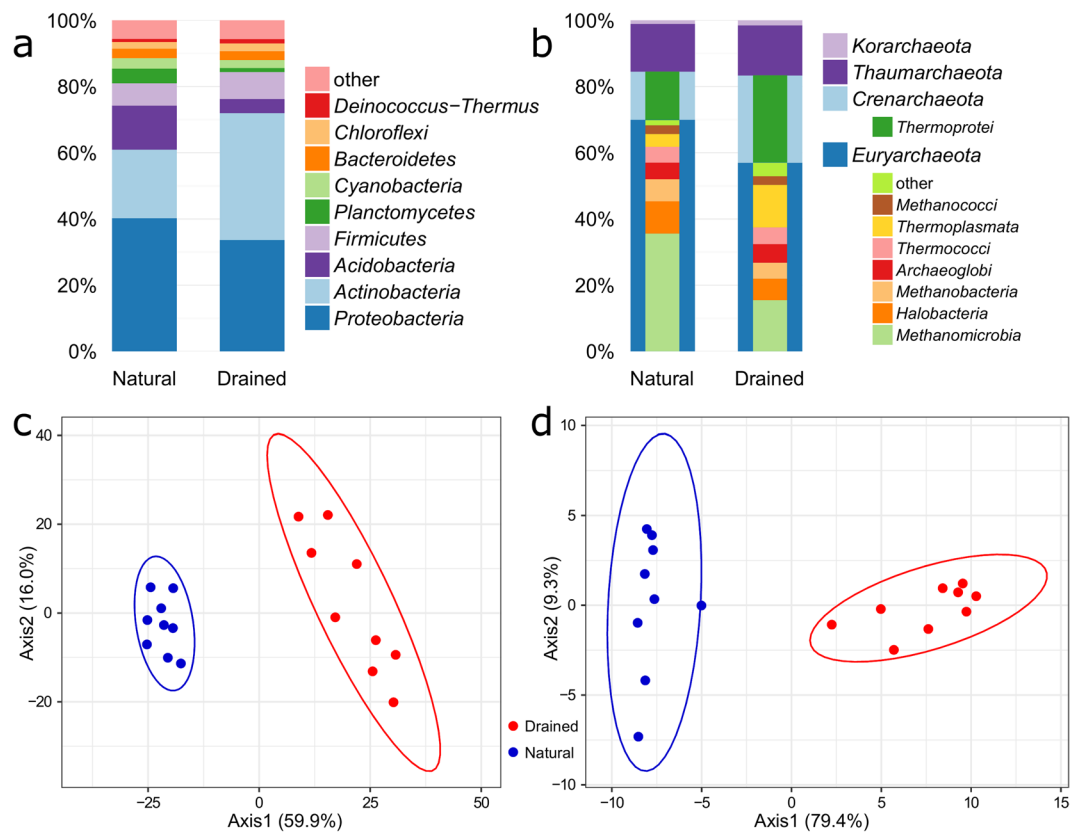 a
100%
80%
60%
40%
20%
0%
Natural
Drained
other
Deinococcus−Thermus
Chloroflexi
Bacteroidetes
Cyanobacteria
Planctomycetes
Firmicutes
Acidobacteria
Actinobacteria
Proteobacteria
b
100%
80%
60%
40%
20%
0%
Natural
Drained
Korarchaeota
Thaumarchaeota
Crenarchaeota
Thermoprotei
Euryarchaeota
other
Methanococci
Thermoplasmata
Thermococci
Archaeoglobi
Methanobacteria
Halobacteria
Methanomicrobia
c
Axis2 (16.0%)
40
20
0
−20
−25
0
25
50
Axis1 (59.9%)
Drained
Natural
d
Axis2 (9.3%)
10
5
0
−5
−10
−10
−5
0
5
10
15
Axis1 (79.4%)